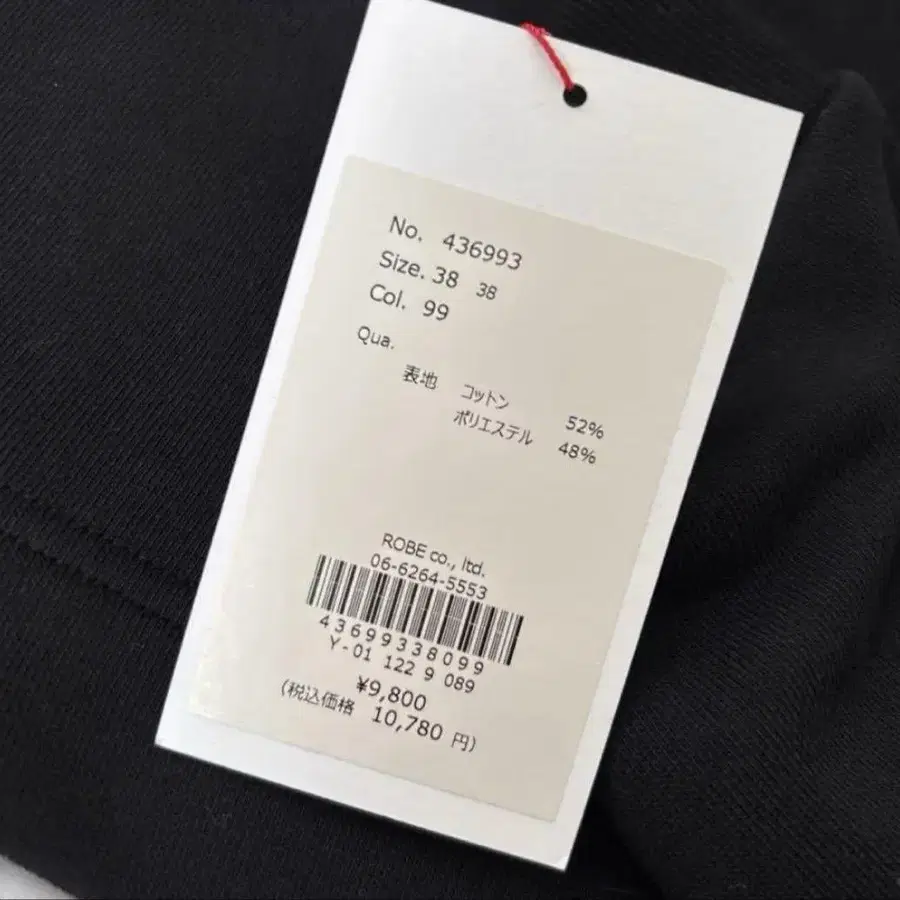 No. 436993
Size. 38 38
Col. 99
Qua.
表地 コットン 52%
ポリエステル 48%
ROBE co., ltd.
06-6264-5553
43699338099
Y-01 122 9 089
¥9,800
(税込価格 10,780 円)